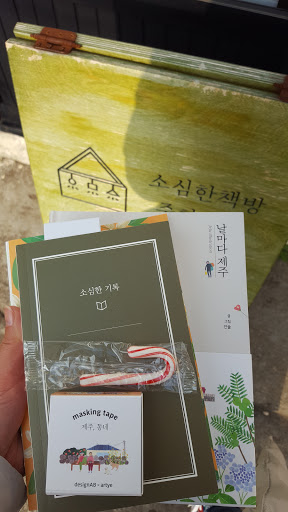 소심한책방
소심한 기록
날마다 제주
masking tape
제주, 동네
designAB + artye